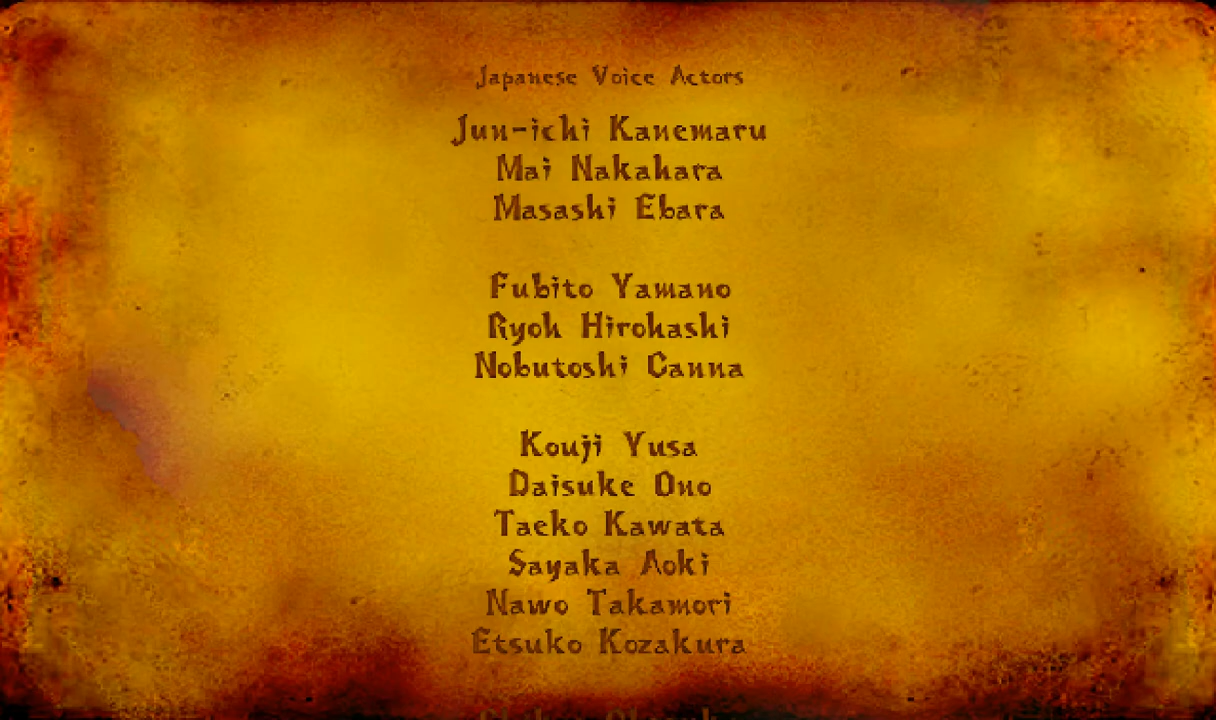 Japanese Voice Actors
Jun-ichi Kanemaru
Mai Nakahara
Masashi Ebara
Fubito Yamano
Ryoh Hirohashi
Nobutoshi Canna
Kouji Yusa
Daisuke Ono
Taeko Kawata
Sayaka Aoki
Nawo Takamori
Etsuko Kozakura